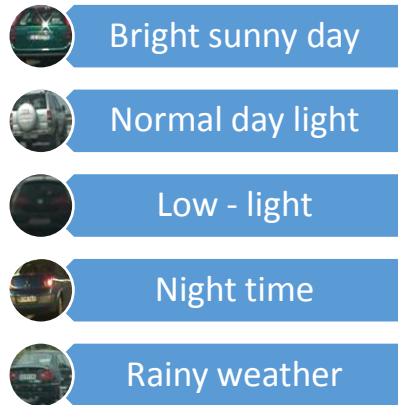 Bright sunny day
Normal day light
Low - light
Night time
Rainy weather